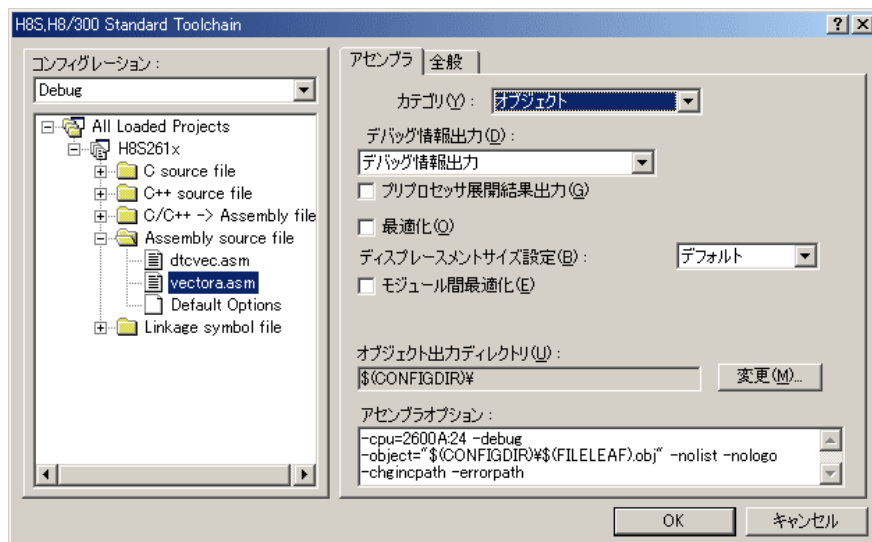 H8S,H8/300 Standard Toolchain
コンフィグレーション :
Debug
All Loaded Projects
H8S261x
C source file
C++ source file
C/C++ -> Assembly file
Assembly source file
dtcvec.asm
vectora.asm
Default Options
Linkage symbol file
アセンブラ 全般
カテゴリ(Y) : オブジェクト
デバッグ情報出力(D) :
デバッグ情報出力
プリプロセッサ展開結果出力(G)
最適化(O)
ディスプレースメントサイズ設定(B) : デフォルト
モジュール間最適化(E)
オブジェクト出力ディレクトリ(U) :
$(CONFIGDIR)¥
変更(M)...
アセンブラオプション :
-cpu=2600A:24 -debug
-object="$(CONFIGDIR)¥$(FILELEAF).obj" -nolist -nologo
-chgincpath -errorpath
OK キャンセル